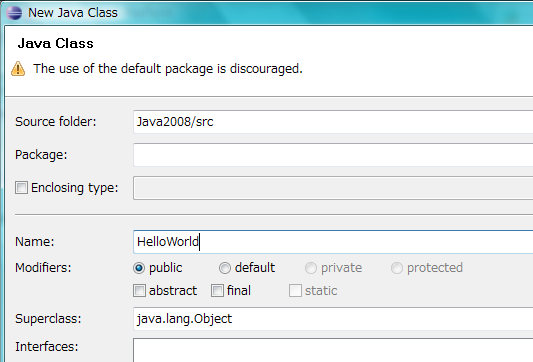 New Java Class
Java Class
The use of the default package is discouraged.
Source folder: Java2008/src
Package:
Enclosing type:
Name: HelloWorld
Modifiers: public default private protected
abstract final static
Superclass: java.lang.Object
Interfaces: